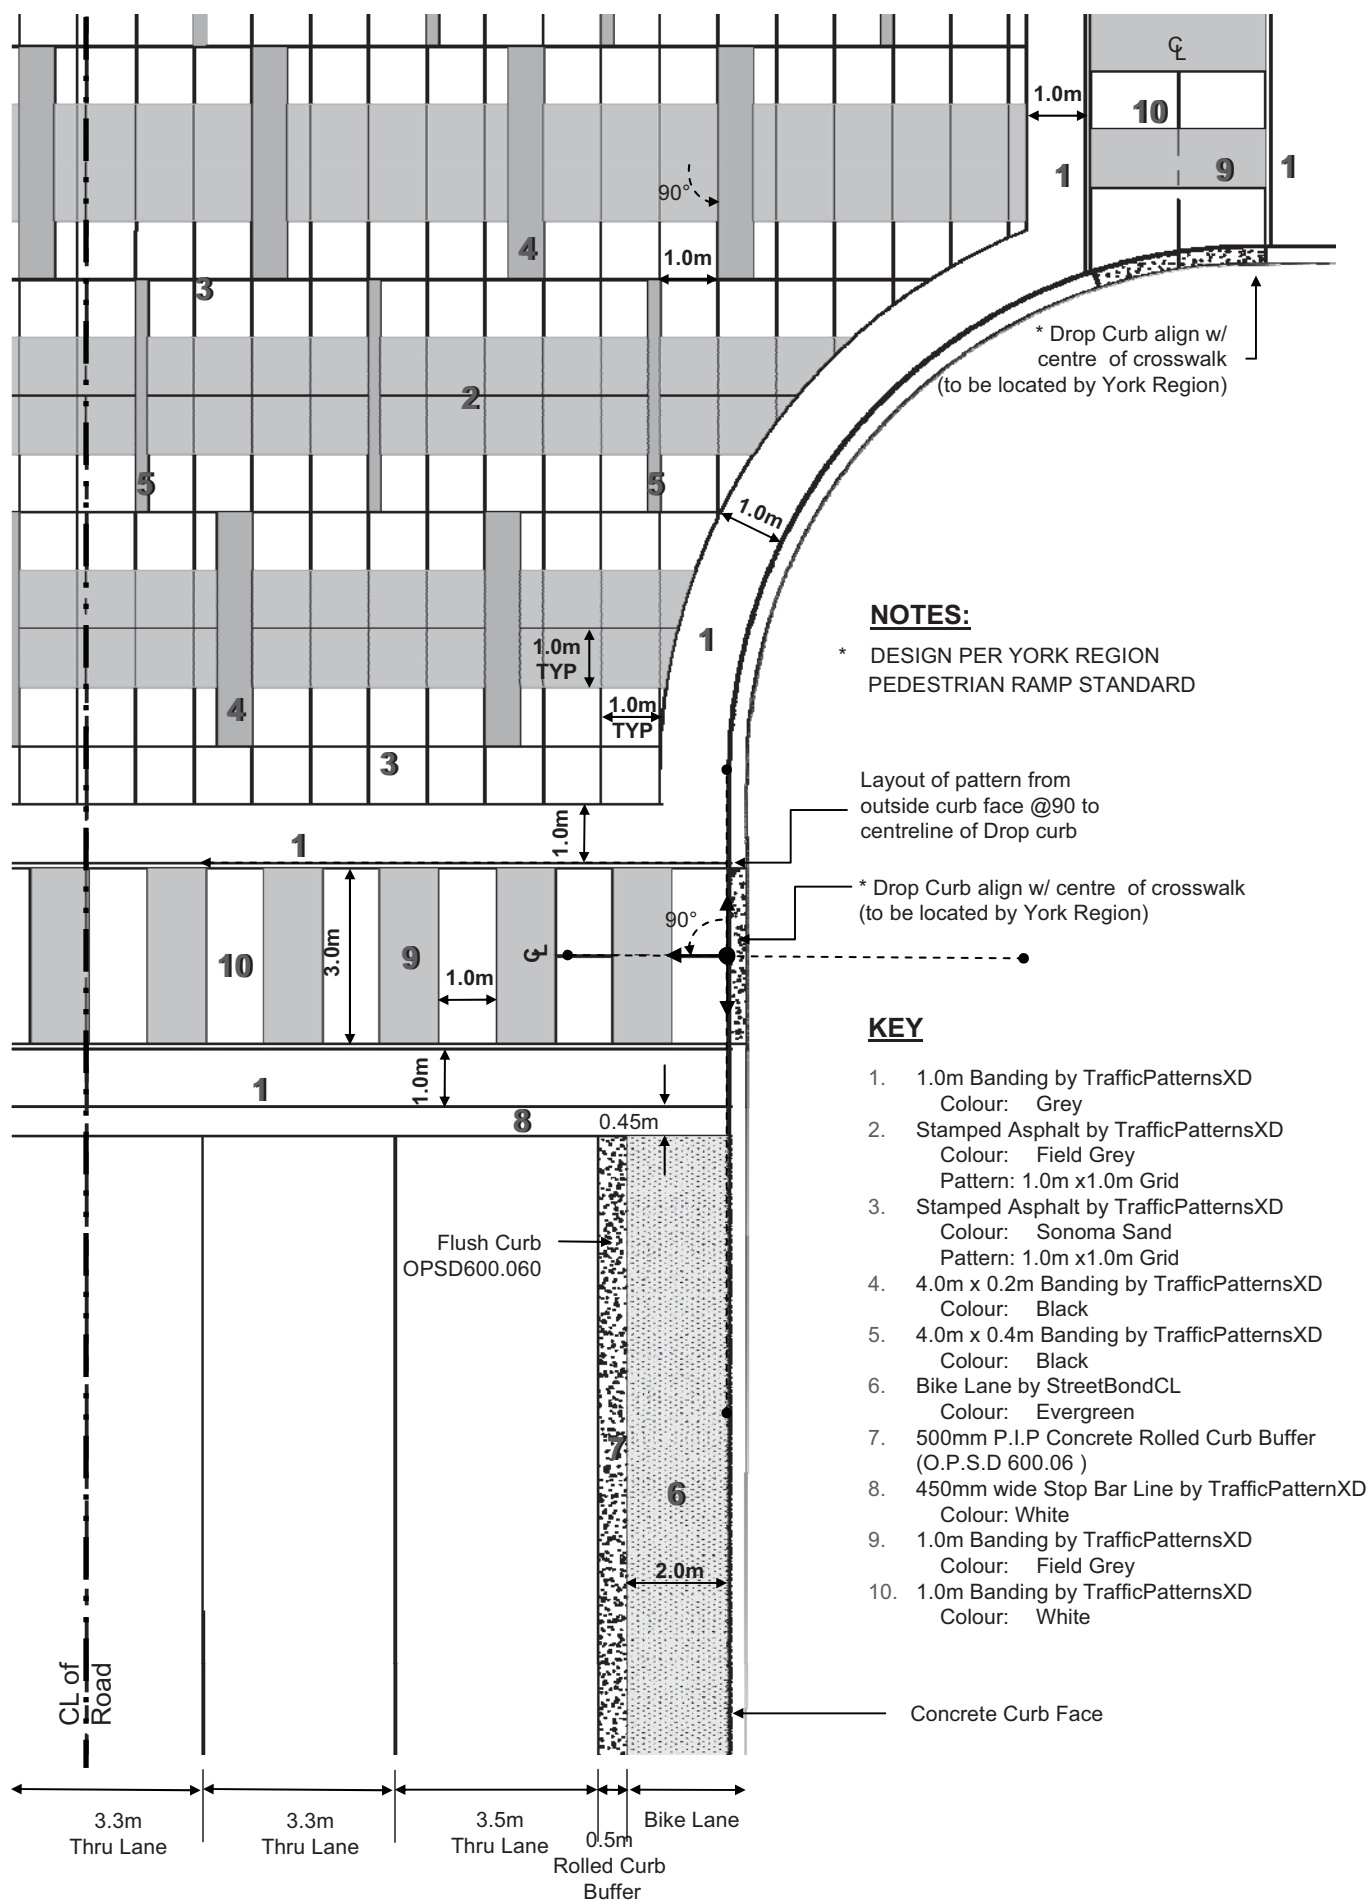 ℄
1.0m
10
1
9
1
90°
4
1.0m
3
* Drop Curb align w/
centre of crosswalk
(to be located by York Region)
2
5
5
1.0m
NOTES:
* DESIGN PER YORK REGION
PEDESTRIAN RAMP STANDARD
1
1.0m
TYP
4
1.0m
TYP
3
Layout of pattern from
outside curb face @90 to
centreline of Drop curb
1.0m
1
* Drop Curb align w/ centre of crosswalk
(to be located by York Region)
90°
10
3.0m
9
1.0m
℄
KEY
1. 1.0m Banding by TrafficPatternsXD
Colour: Grey
2. Stamped Asphalt by TrafficPatternsXD
Colour: Field Grey
Pattern: 1.0m x1.0m Grid
3. Stamped Asphalt by TrafficPatternsXD
Colour: Sonoma Sand
Pattern: 1.0m x1.0m Grid
4. 4.0m x 0.2m Banding by TrafficPatternsXD
Colour: Black
5. 4.0m x 0.4m Banding by TrafficPatternsXD
Colour: Black
6. Bike Lane by StreetBondCL
Colour: Evergreen
7. 500mm P.I.P Concrete Rolled Curb Buffer
(O.P.S.D 600.06 )
8. 450mm wide Stop Bar Line by TrafficPatternXD
Colour: White
9. 1.0m Banding by TrafficPatternsXD
Colour: Field Grey
10. 1.0m Banding by TrafficPatternsXD
Colour: White
1
1.0m
8
0.45m
Flush Curb
OPSD600.060
7
6
2.0m
CL of
Road
Concrete Curb Face
3.3m
Thru Lane
3.3m
Thru Lane
3.5m
Thru Lane
0.5m
Rolled Curb
Buffer
Bike Lane